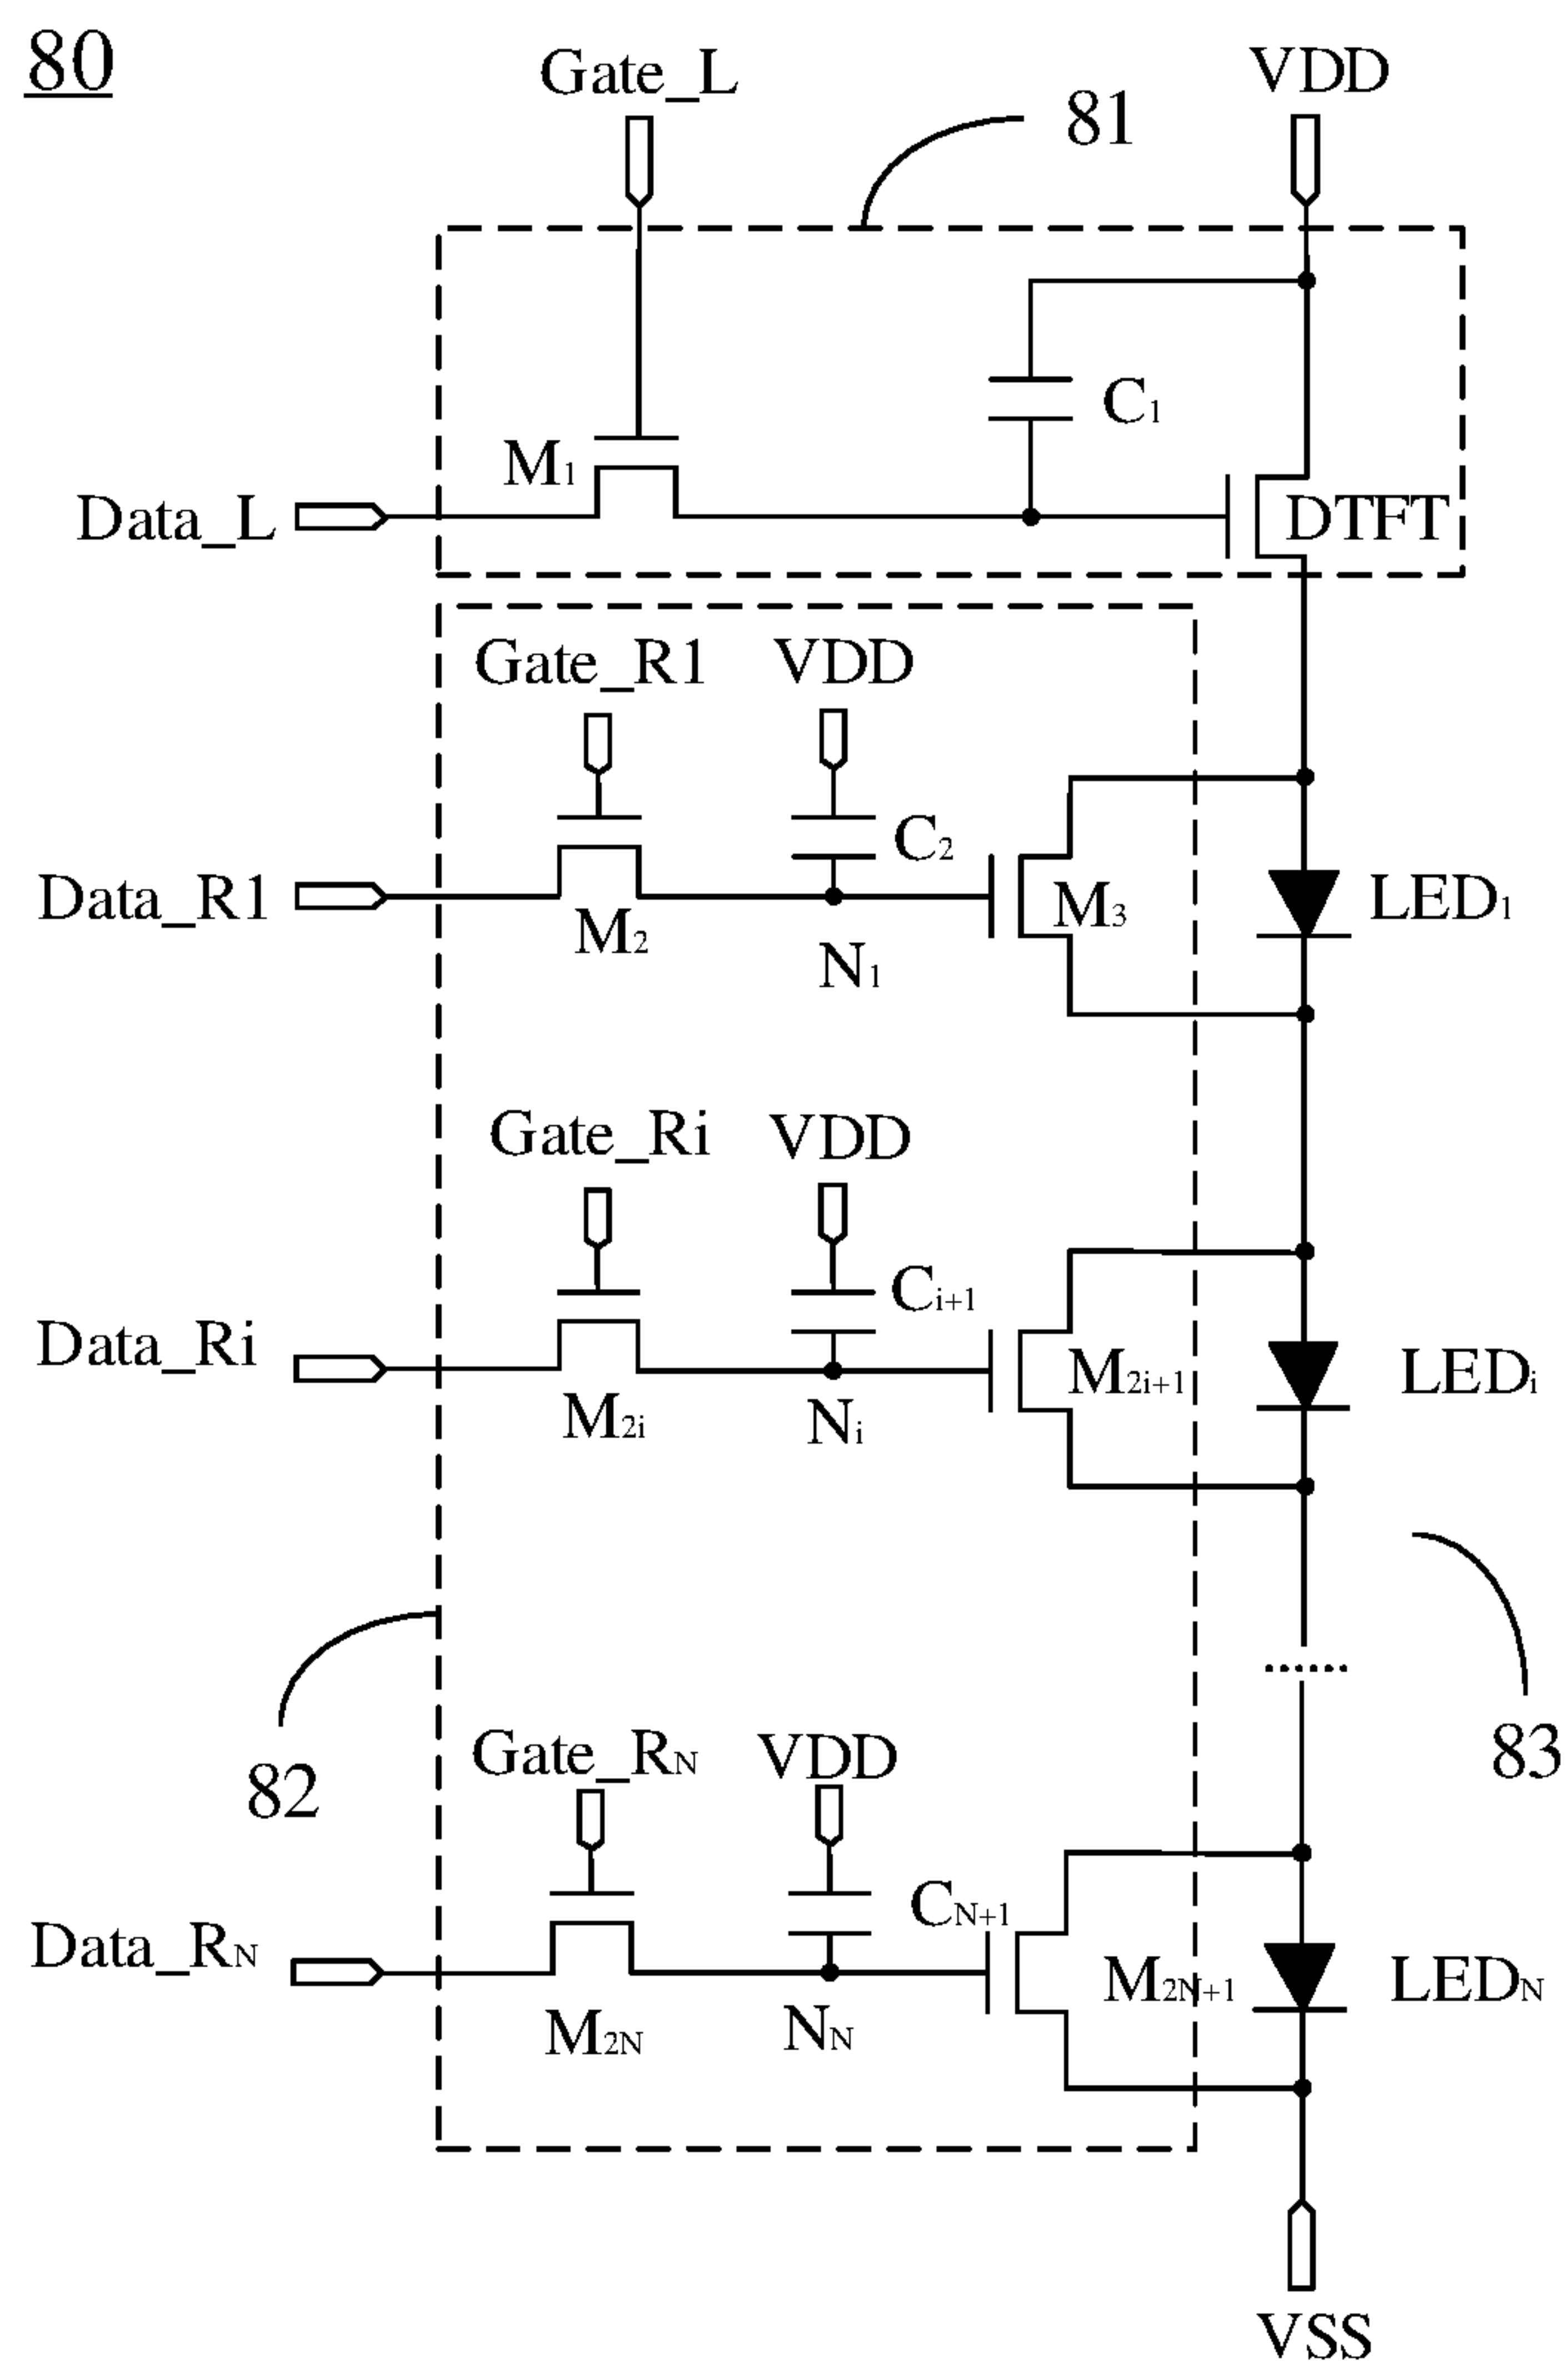 80
Gate_L
VDD
81
C₁
M₁
Data_L
DTFT
Gate_R1
VDD
C₂
Data_R1
M₂
N₁
M₃
LED₁
Gate_Ri
VDD
Cᵢ₊₁
Data_Ri
M₂ᵢ
Nᵢ
M₂ᵢ₊₁
LEDᵢ
82
83
Gate_RN
VDD
CN+1
Data_RN
M2N
NN
M2N+1
LEDN
VSS